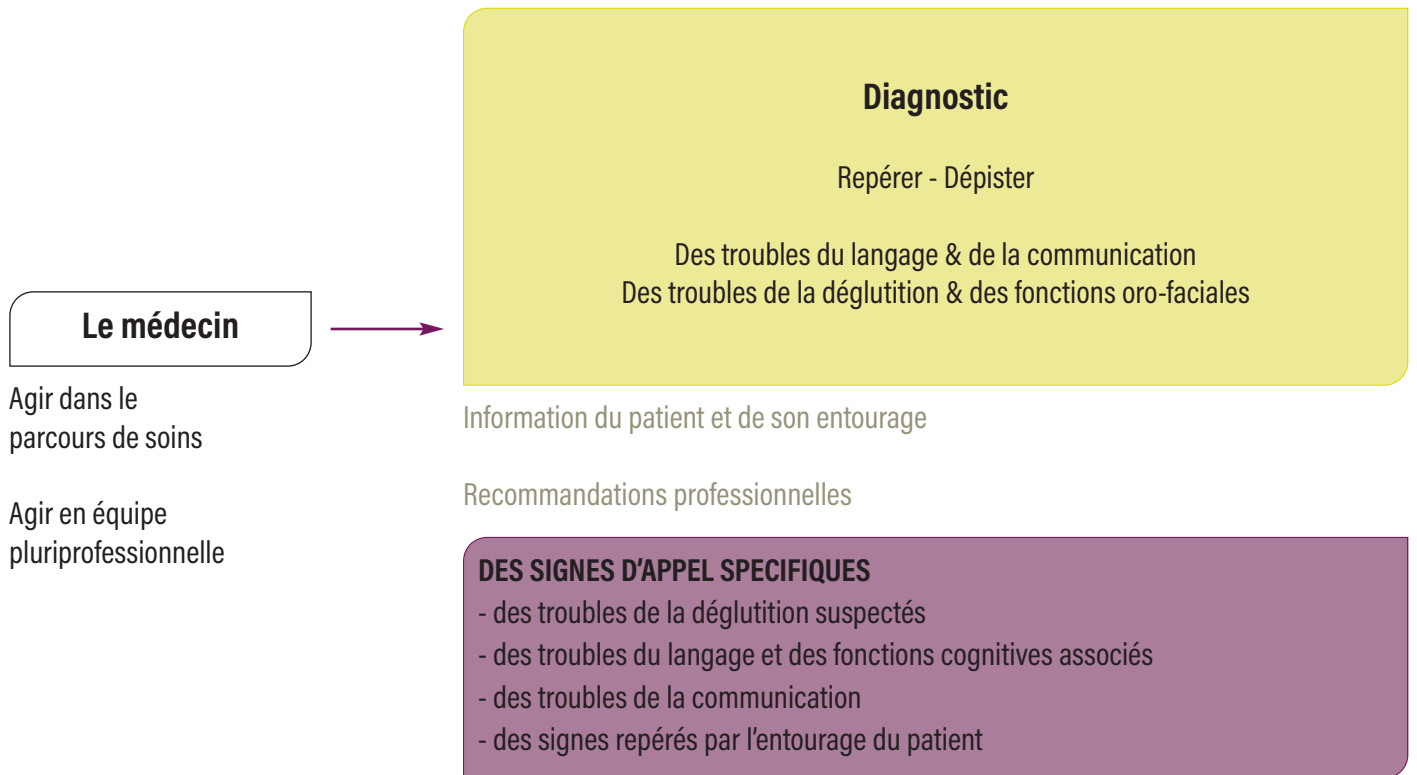 Diagnostic
Repérer - Dépister
Des troubles du langage & de la communication
Des troubles de la déglutition & des fonctions oro-faciales
Le médecin
Agir dans le
parcours de soins
Agir en équipe
pluriprofessionnelle
Information du patient et de son entourage
Recommandations professionnelles
DES SIGNES D'APPEL SPECIFIQUES
- des troubles de la déglutition suspectés
- des troubles du langage et des fonctions cognitives associés
- des troubles de la communication
- des signes repérés par l'entourage du patient